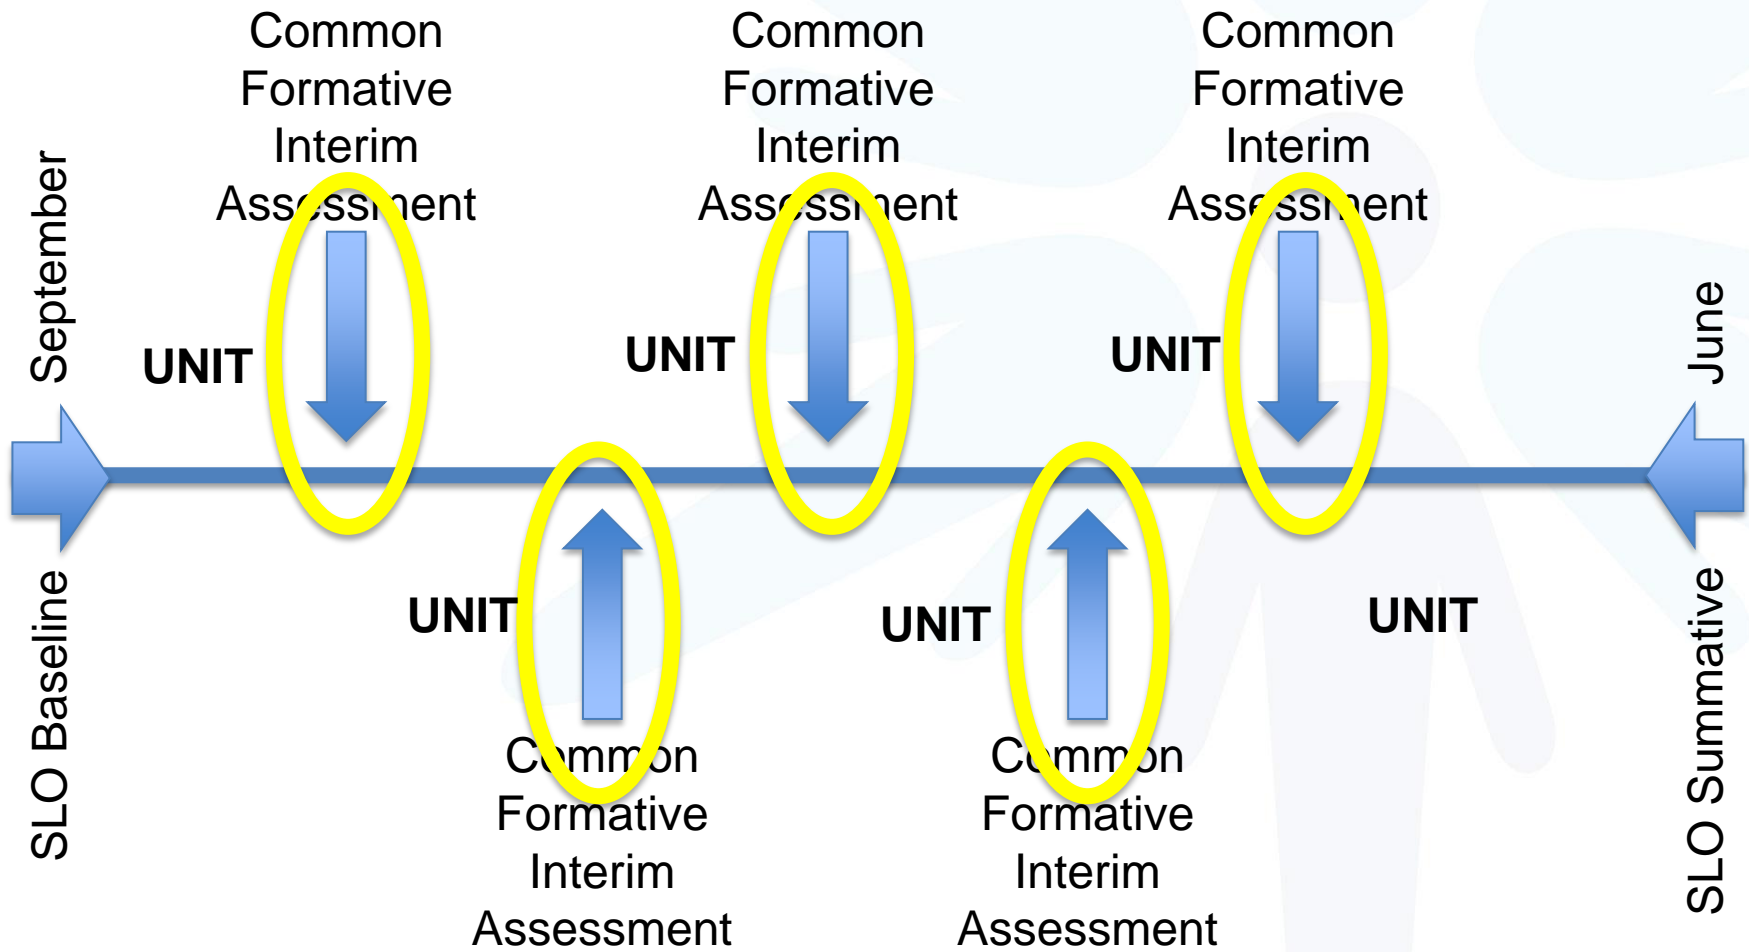 Common
Formative
Interim
Assessment
Common
Formative
Interim
Assessment
Common
Formative
Interim
Assessment
September
June
UNIT
UNIT
UNIT
SLO Baseline
UNIT
UNIT
UNIT
SLO Summative
Common
Formative
Interim
Assessment
Common
Formative
Interim
Assessment